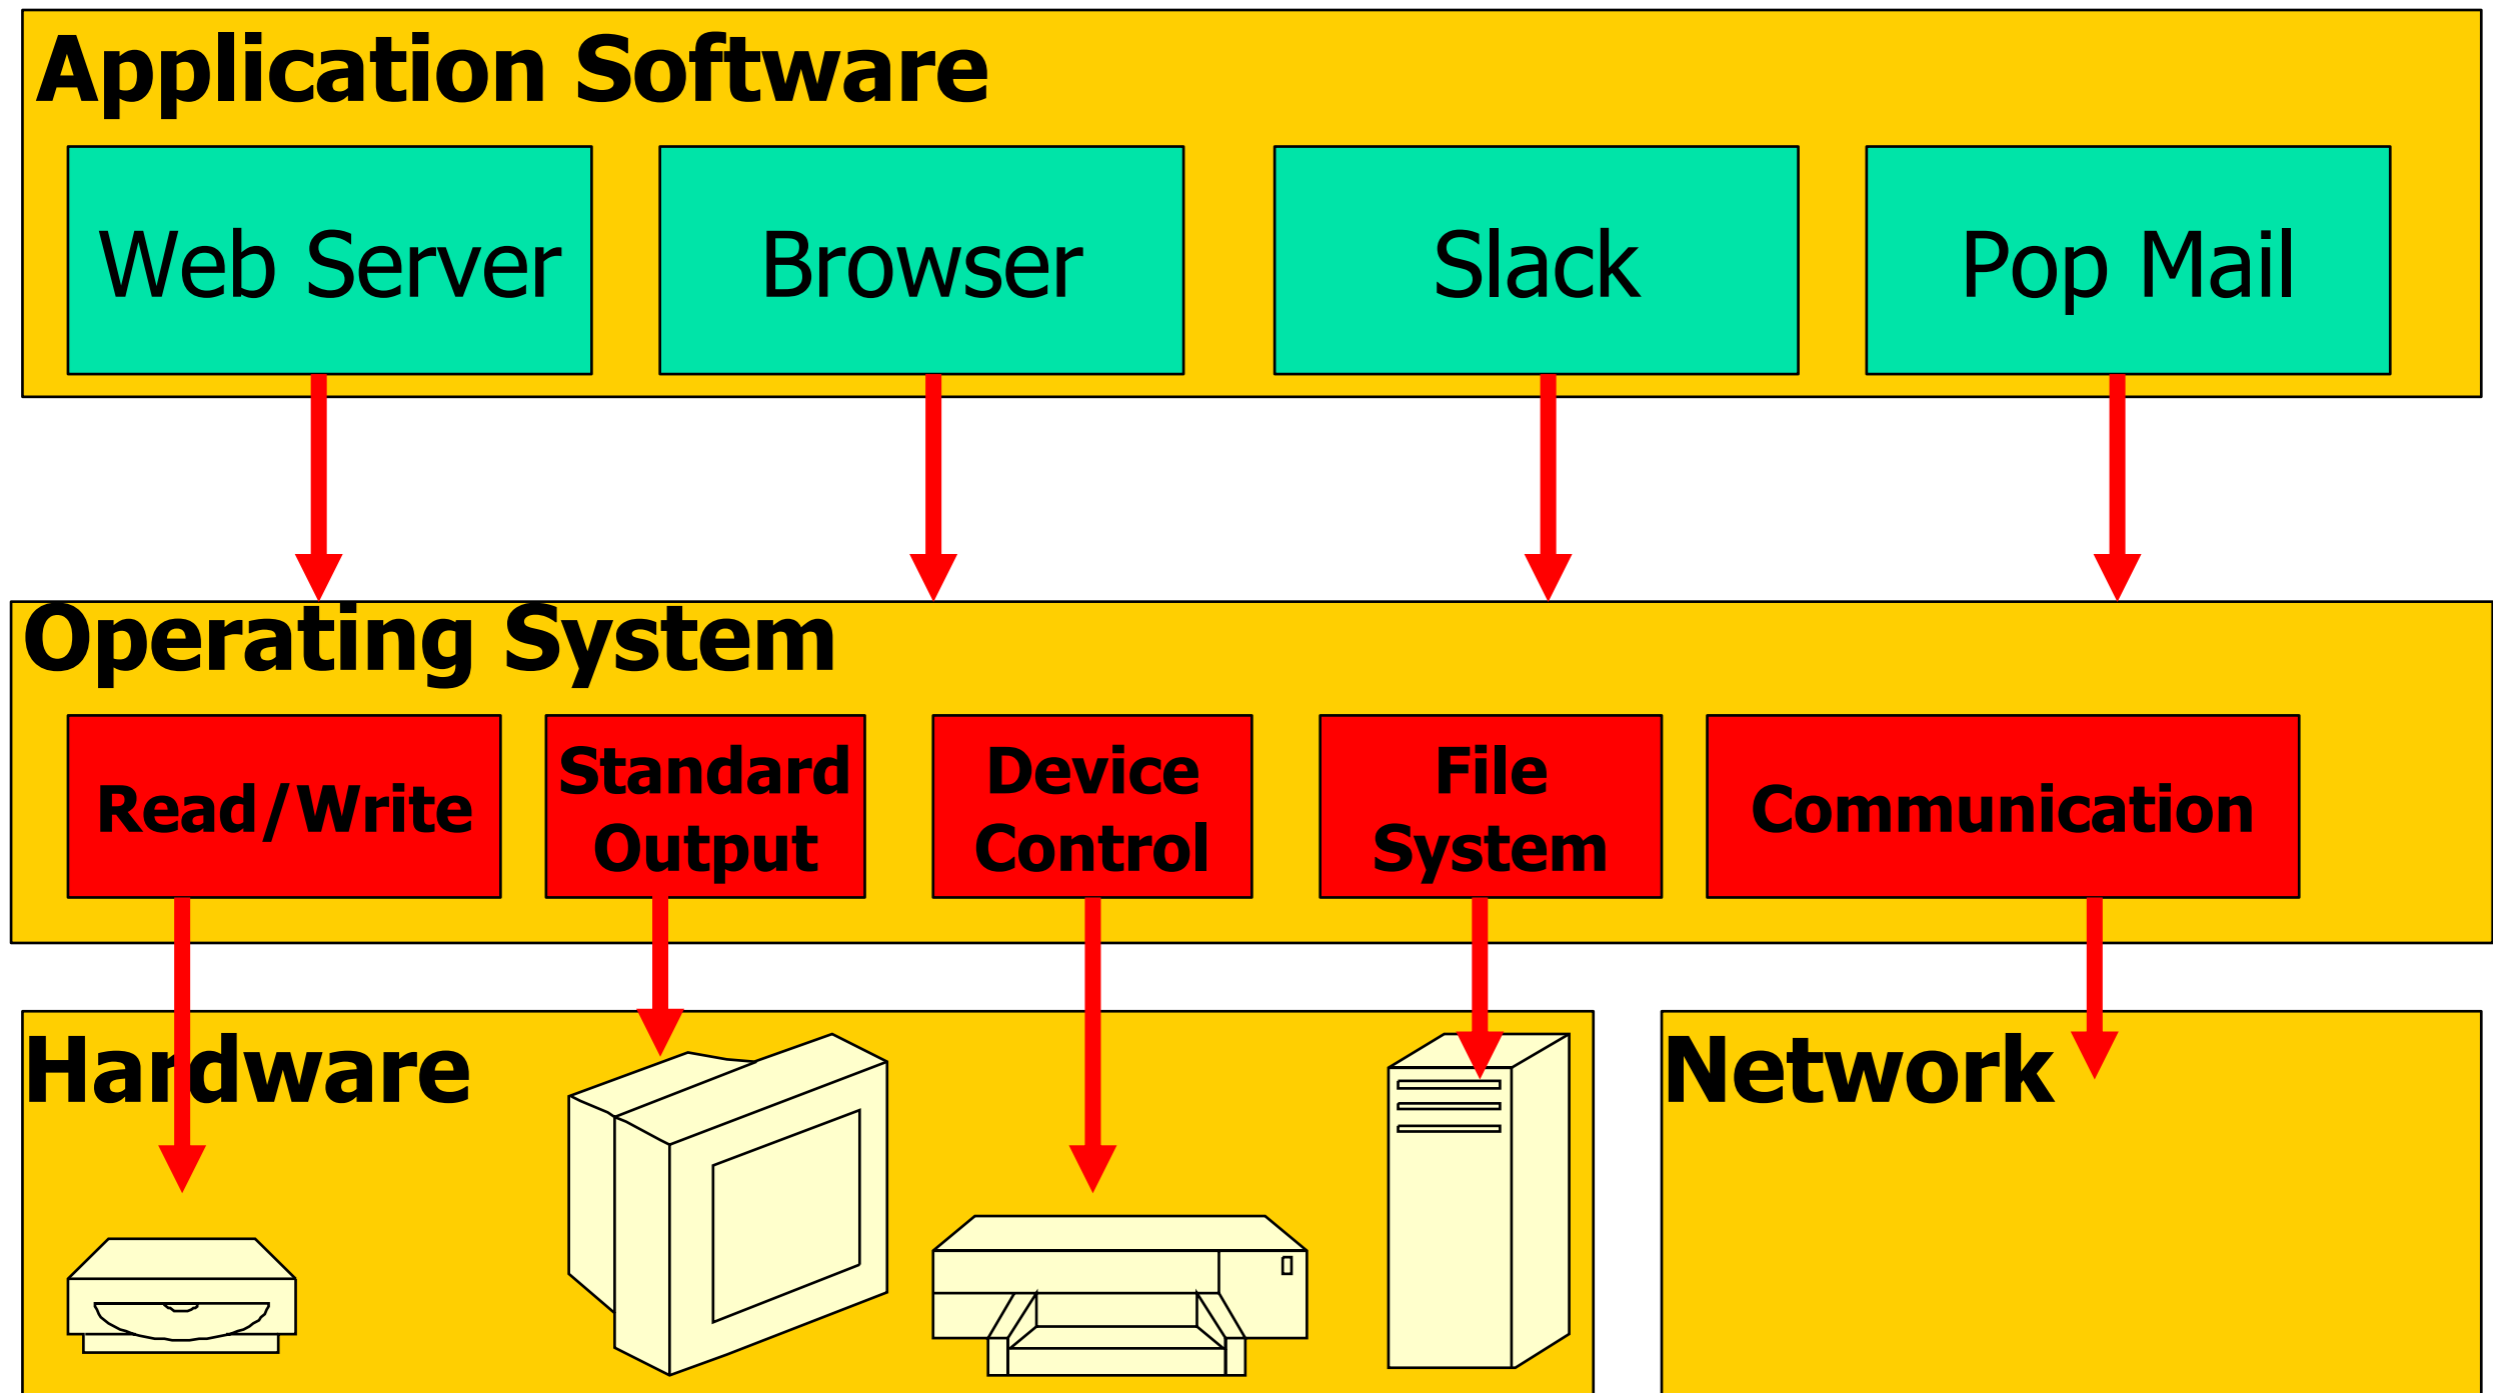 Application Software
Web Server
Browser
Slack
Pop Mail
Operating System
Read/Write
Standard
Output
Device
Control
File
System
Communication
Hardware
Network